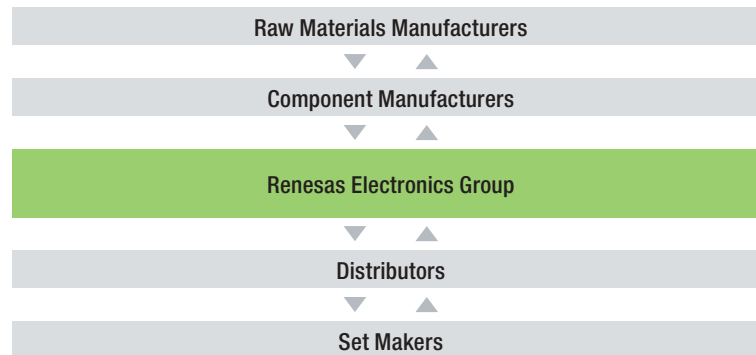 Raw Materials Manufacturers
Component Manufacturers
Renesas Electronics Group
Distributors
Set Makers